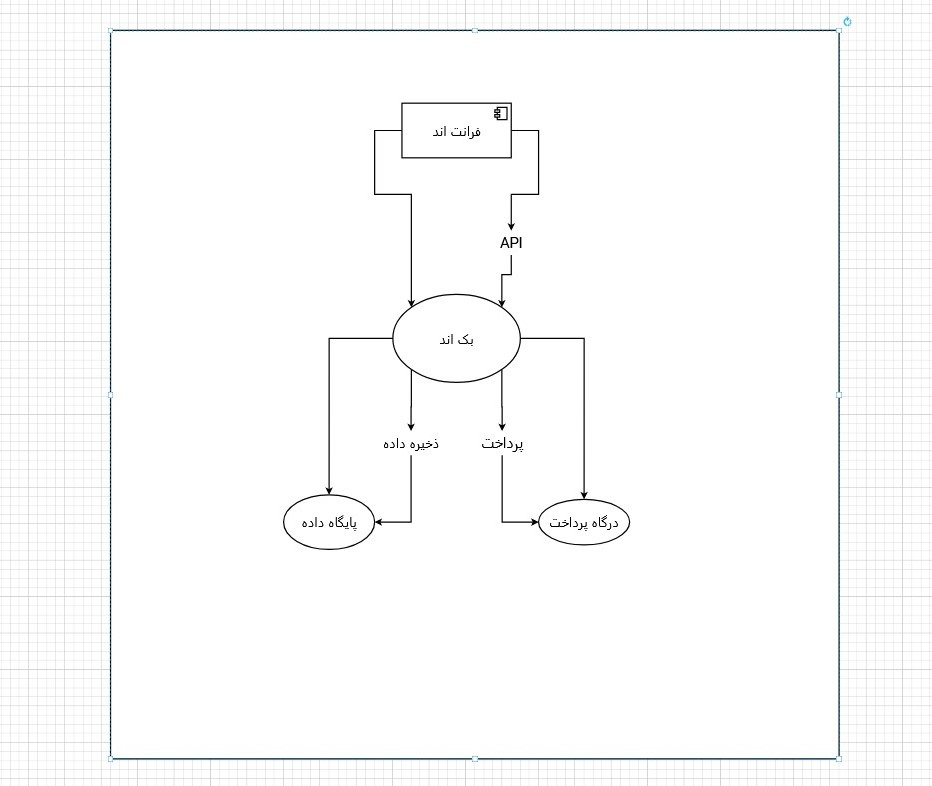 فرانت اند
API
بک اند
ذخیره داده
پرداخت
پایگاه داده
درگاه پرداخت